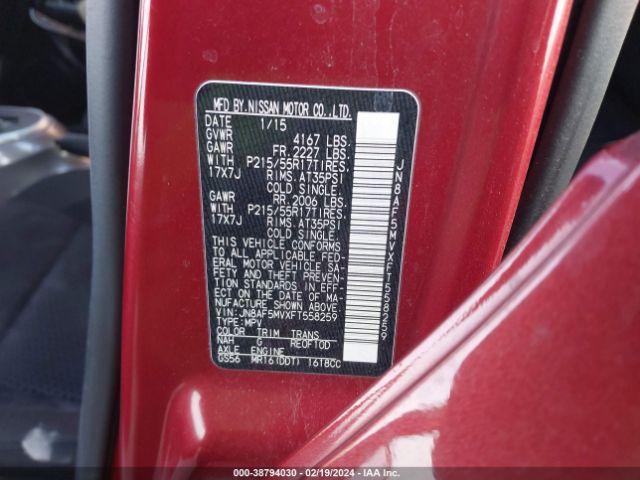 MFD BY.NISSAN MOTOR CO.,LTD.
DATE 1/15
GVWR 4167 LBS.
GAWR FR.2227 LBS.
WITH P215/55R17TIRES.
17X7J RIMS.AT35PSI
COLD SINGLE.
GAWR RR.2006 LBS.
WITH P215/55R17TIRES.
17X7J RIMS.AT35PSI
COLD SINGLE.
THIS VEHICLE CONFORMS
TO ALL APPLICABLE FED-
ERAL MOTOR VEHICLE SA-
FETY AND THEFT PREVEN-
TION STANDARDS IN EFF-
ECT ON THE DATE OF MA-
NUFACTURE SHOWN ABOVE.
VIN:JN8AF5MVXFT558259
TYPE:MPV
COLOR TRIM TRANS
NAH G RE0F10D
AXLE ENGINE
GS56 MR16(DDT) 1618CC
JN8AF5MVXFT558259
000-38794030 - 02/19/2024 - IAA Inc.